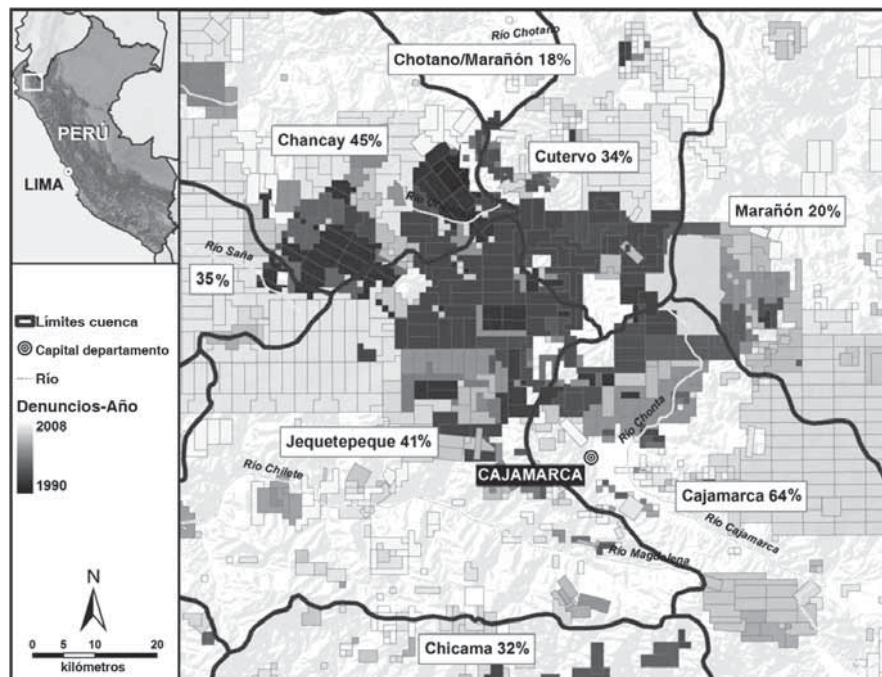 PERÚ
LIMA
Límites cuenca
Capital departamento
Río
Denuncios-Año
2008
1990
N
0 5 10 20
kilómetros
Río Chotano
Chotano/Marañón 18%
Chancay 45%
Cutervo 34%
Marañón 20%
Río Saña
35%
Río Chonta
Jequetepeque 41%
Río Chilete
CAJAMARCA
Cajamarca 64%
Río Cajamarca
Río Magdalena
Chicama 32%